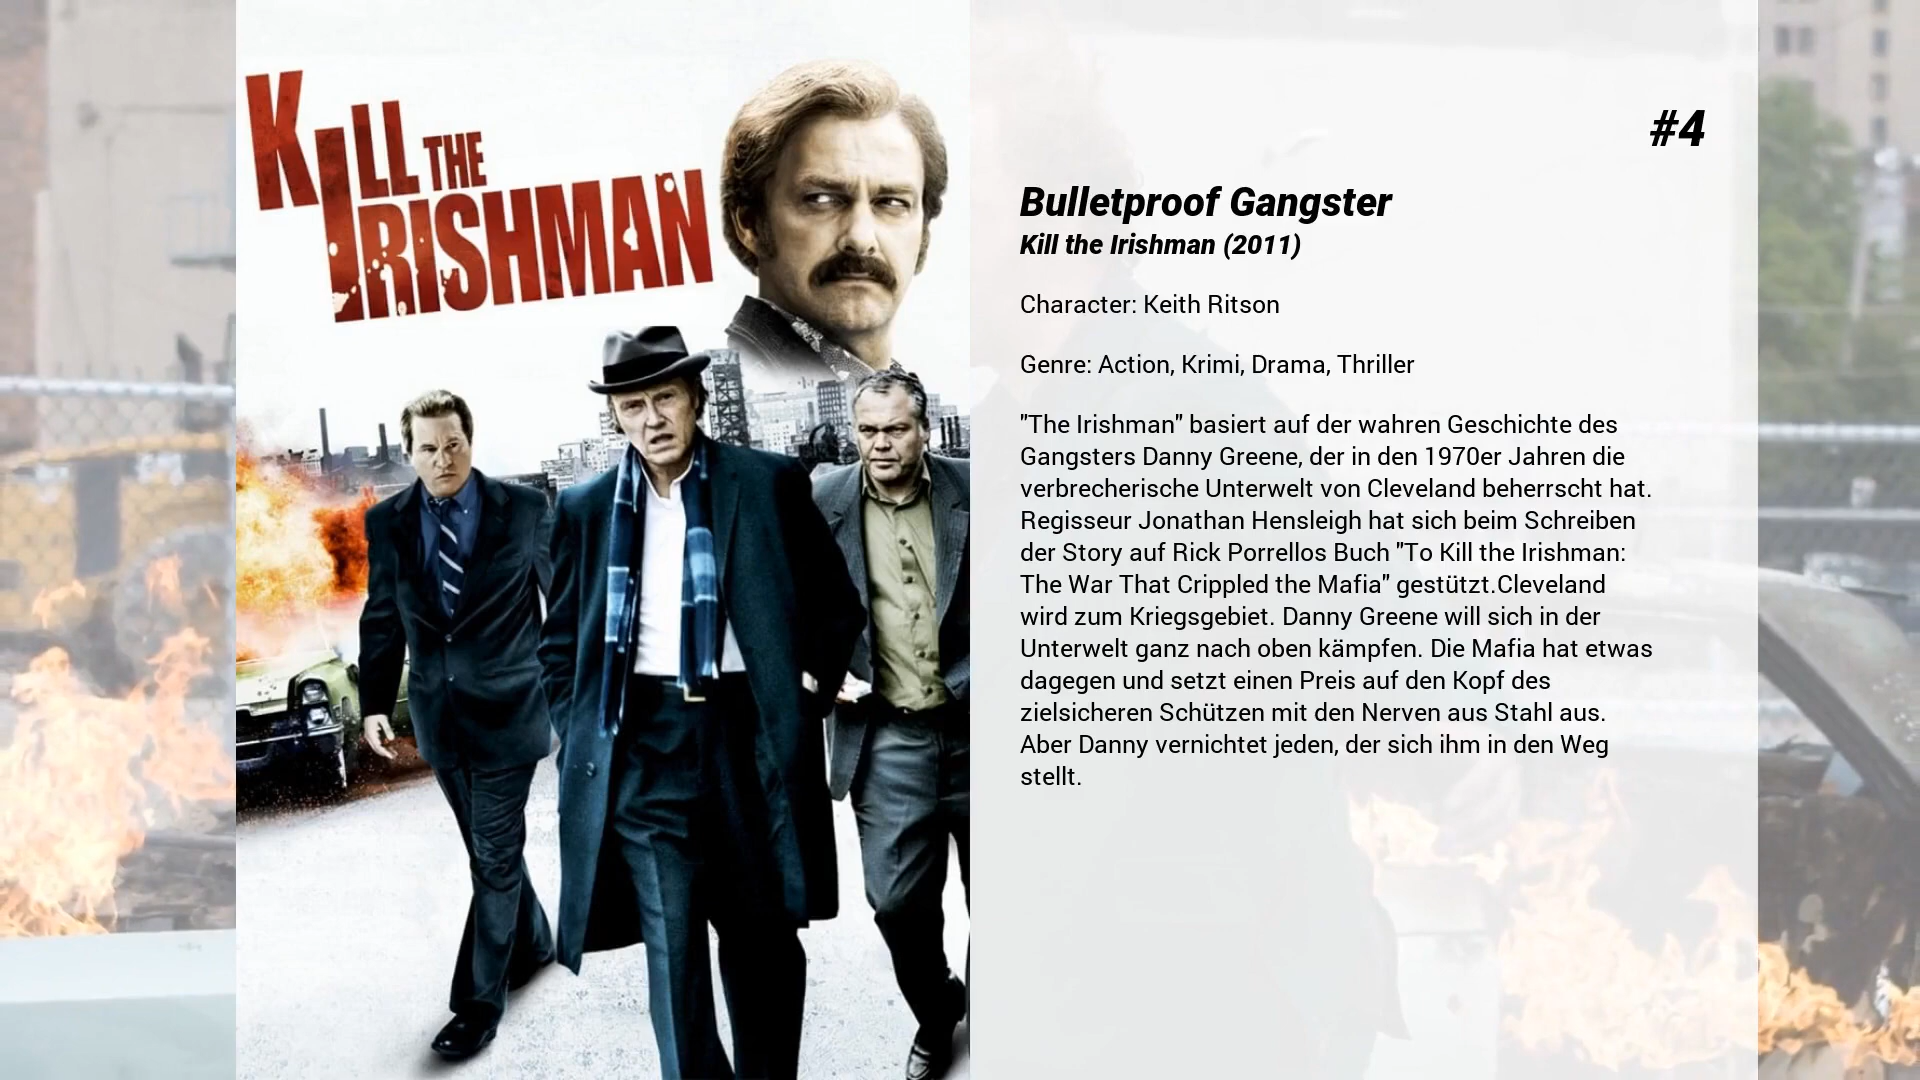 KILL THE
IRISHMAN
#4
Bulletproof Gangster
Kill the Irishman (2011)
Character: Keith Ritson
Genre: Action, Krimi, Drama, Thriller
"The Irishman" basiert auf der wahren Geschichte des
Gangsters Danny Greene, der in den 1970er Jahren die
verbrecherische Unterwelt von Cleveland beherrscht hat.
Regisseur Jonathan Hensleigh hat sich beim Schreiben
der Story auf Rick Porrellos Buch "To Kill the Irishman:
The War That Crippled the Mafia" gestützt.Cleveland
wird zum Kriegsgebiet. Danny Greene will sich in der
Unterwelt ganz nach oben kämpfen. Die Mafia hat etwas
dagegen und setzt einen Preis auf den Kopf des
zielsicheren Schützen mit den Nerven aus Stahl aus.
Aber Danny vernichtet jeden, der sich ihm in den Weg
stellt.